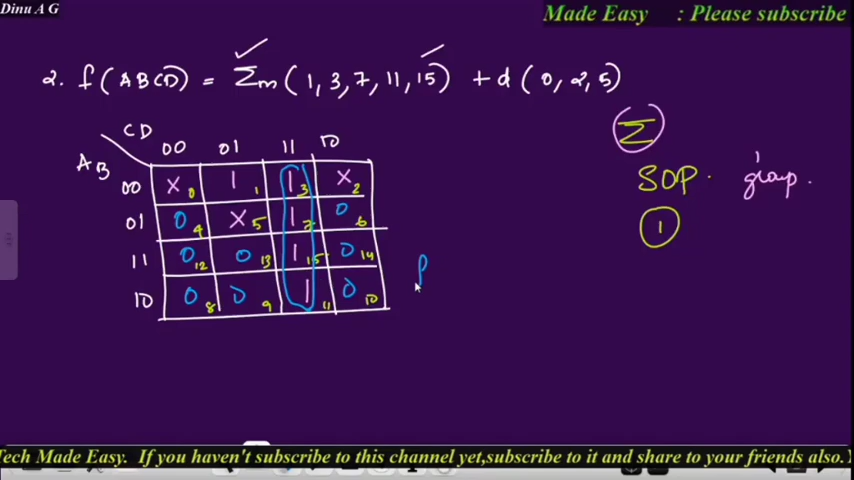 Dinu A G
Made Easy : Please subscribe
2. f(ABCD) = Σm(1,3,7,11,15) + d(0,2,5)
Σ
CD
00 01 11 10
AB
00 X 0 1 1 1 3 X 2
SOP. group.
01 0 4 X 5 1 7 0 6
1
11 0 12 0 13 1 15 0 14
10 0 8 0 9 1 11 0 10
Tech Made Easy. If you haven't subscribe to this channel yet,subscribe to it and share to your friends also.